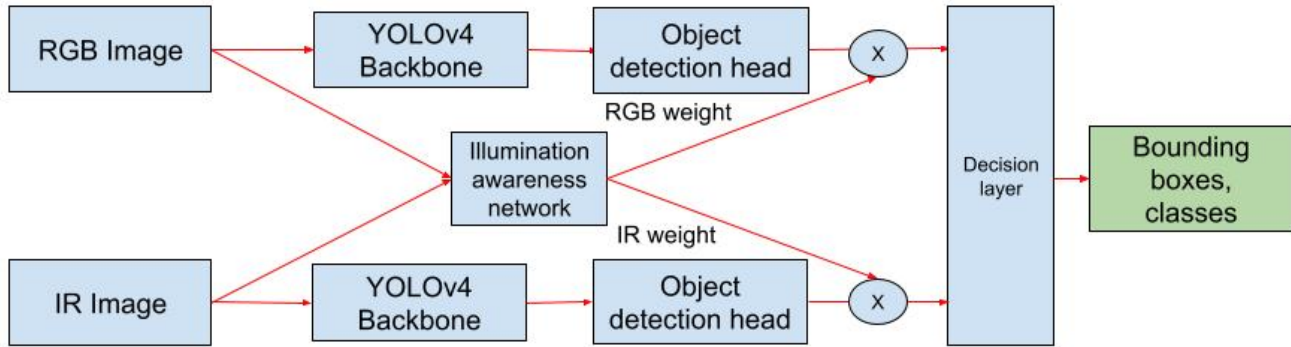 RGB Image
YOLOv4
Backbone
Object
detection head
X
RGB weight
Illumination
awareness
network
IR weight
Decision
layer
Bounding
boxes,
classes
IR Image
YOLOv4
Backbone
Object
detection head
X